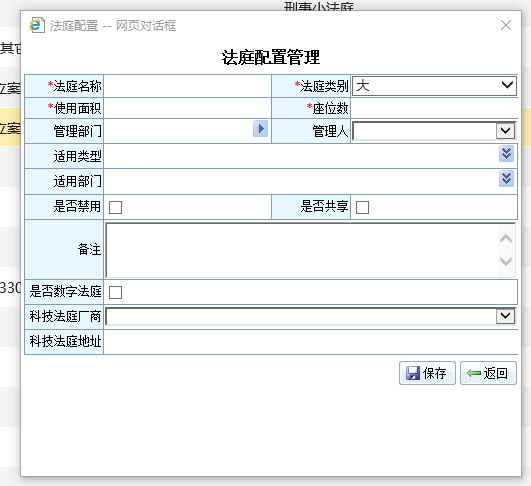 刑事小法庭
法庭配置 -- 网页对话框
其它
法庭配置管理
立案
*法庭名称 *法庭类别 大
*使用面积 *座位数
立案
管理部门 管理人
适用类型
适用部门
是否禁用 是否共享
备注
330
是否数字法庭
科技法庭厂商
科技法庭地址
保存 返回